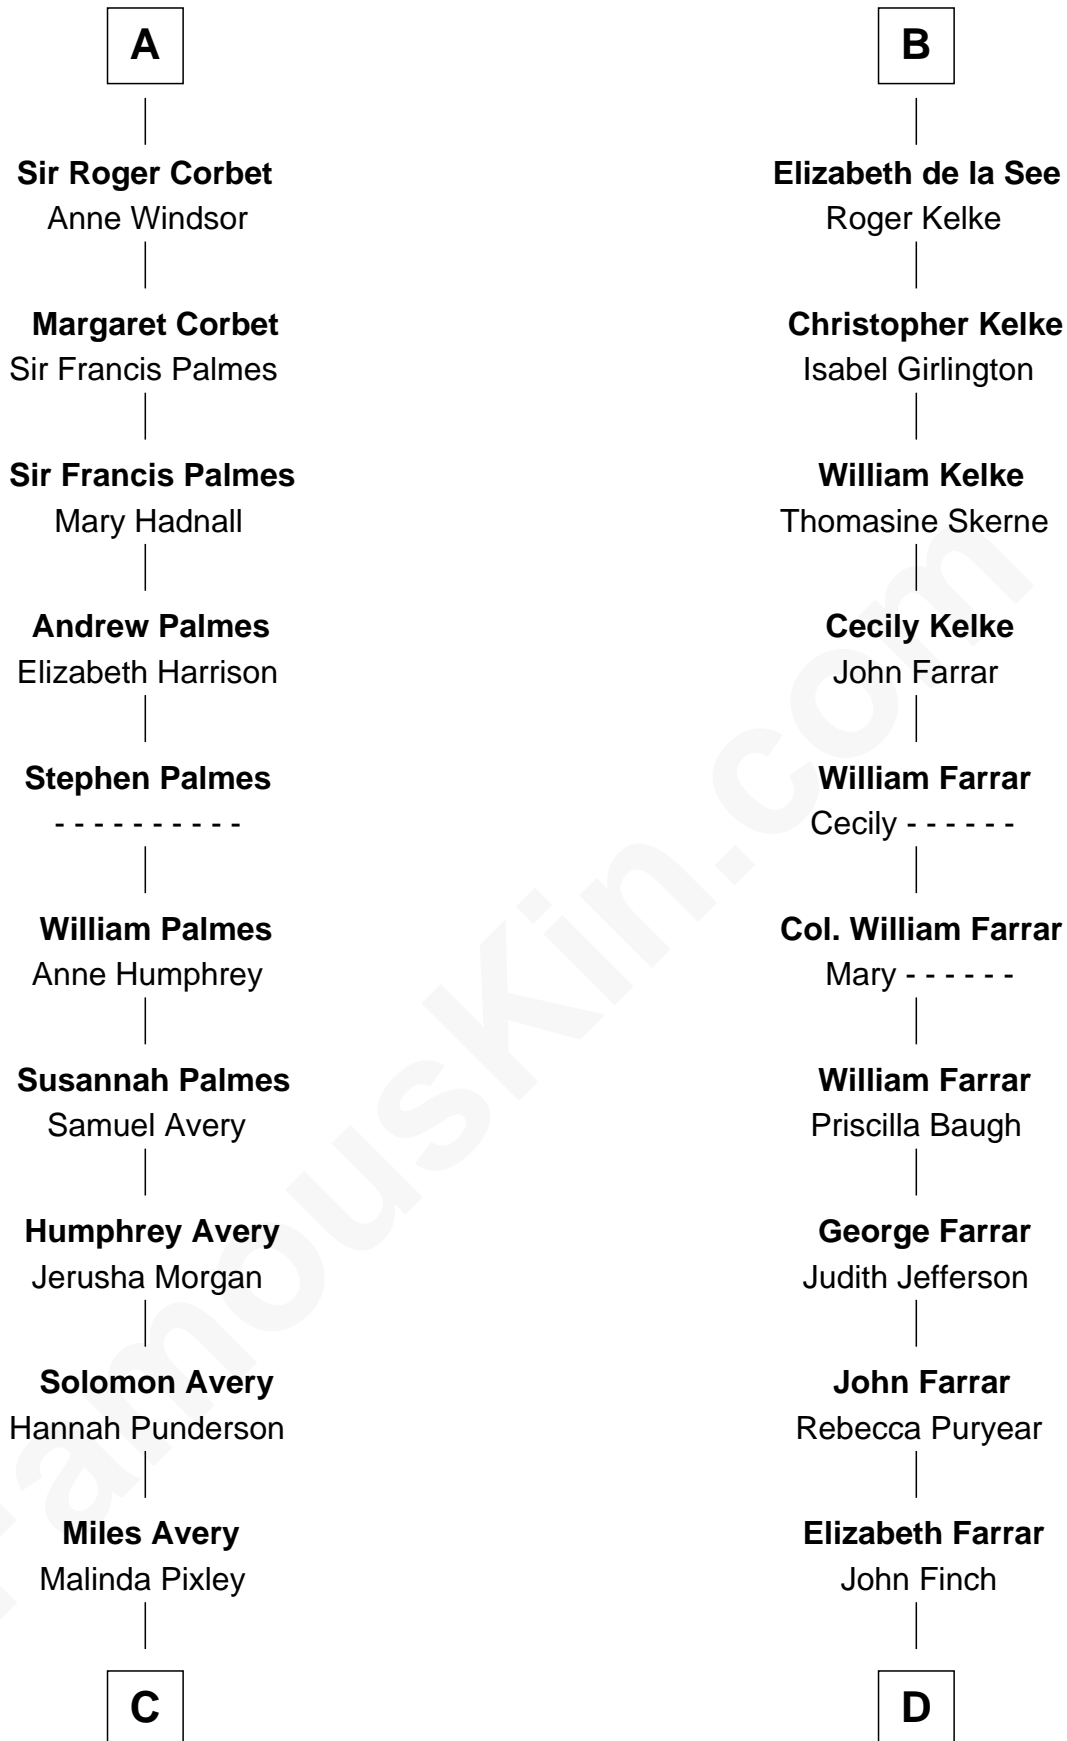 A
Sir Roger Corbet
Anne Windsor
Margaret Corbet
Sir Francis Palmes
Sir Francis Palmes
Mary Hadnall
Andrew Palmes
Elizabeth Harrison
Stephen Palmes
- - - - - - - - - -
William Palmes
Anne Humphrey
Susannah Palmes
Samuel Avery
Humphrey Avery
Jerusha Morgan
Solomon Avery
Hannah Punderson
Miles Avery
Malinda Pixley
C
B
Elizabeth de la See
Roger Kelke
Christopher Kelke
Isabel Girlington
William Kelke
Thomasine Skerne
Cecily Kelke
John Farrar
William Farrar
Cecily - - - - - -
Col. William Farrar
Mary - - - - - -
William Farrar
Priscilla Baugh
George Farrar
Judith Jefferson
John Farrar
Rebecca Puryear
Elizabeth Farrar
John Finch
D
FamousKin.com